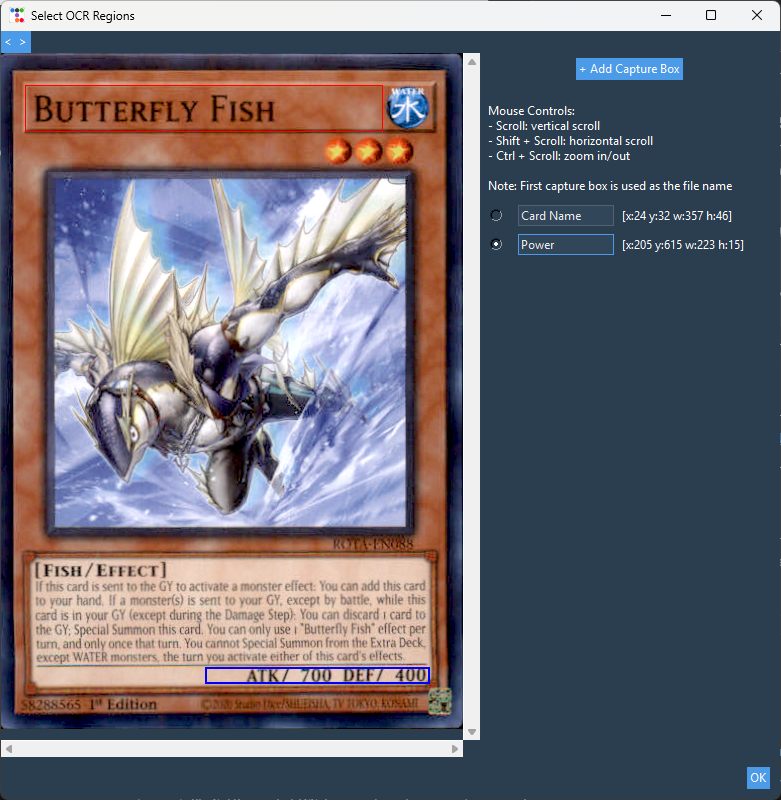 Select OCR Regions
< >
+ Add Capture Box
Mouse Controls:
- Scroll: vertical scroll
- Shift + Scroll: horizontal scroll
- Ctrl + Scroll: zoom in/out
Note: First capture box is used as the file name
Card Name [x:24 y:32 w:357 h:46]
Power [x:205 y:615 w:223 h:15]
BUTTERFLY FISH
WATER
水
ROTA-EN088
[FISH/EFFECT]
If this card is sent to the GY to activate a monster effect: You can add this card
to your hand. If a monster(s) is sent to your GY, except by battle, while this
card is in your GY (except during the Damage Step): You can discard 1 card to
the GY; Special Summon this card. You can only use 1 "Butterfly Fish" effect per
turn, and only once that turn. You cannot Special Summon from the Extra Deck,
except WATER monsters, the turn you activate either of this card's effects.
ATK/ 700 DEF/ 400
58288565 1st Edition
©2020 Studio Dice/SHUEISHA, TV TOKYO, KONAMI
OK